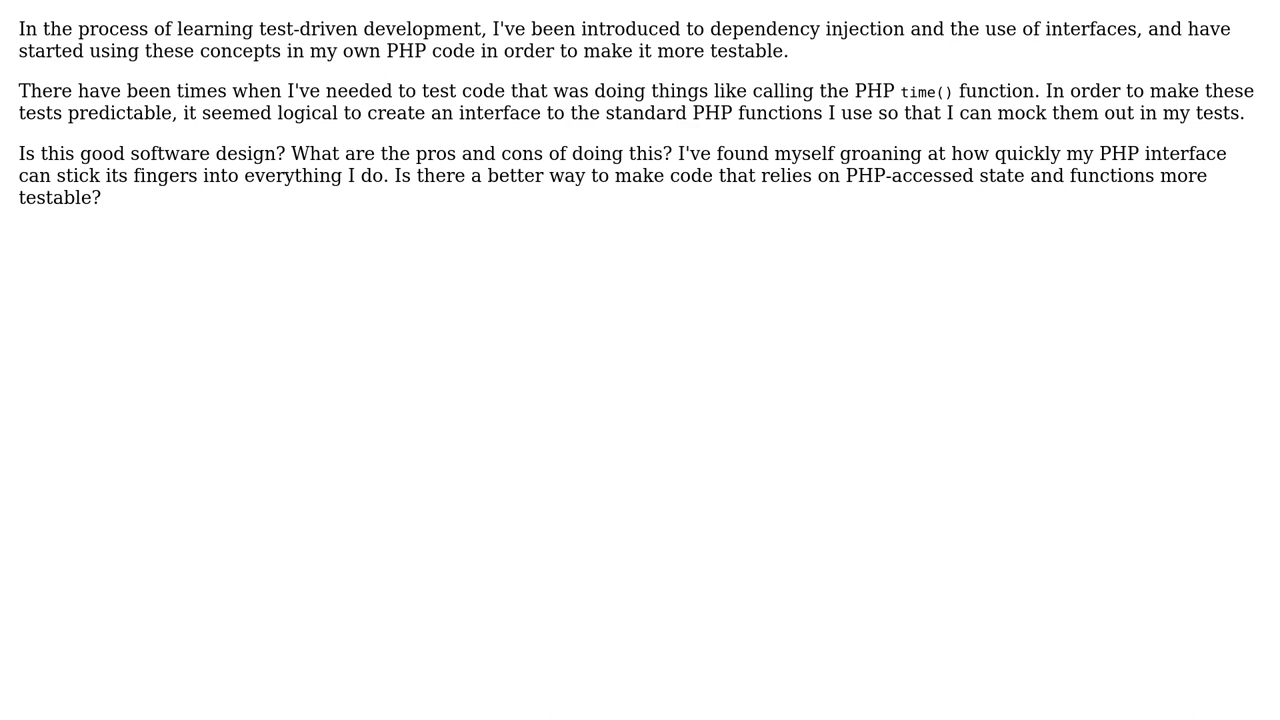 In the process of learning test-driven development, I've been introduced to dependency injection and the use of interfaces, and have
started using these concepts in my own PHP code in order to make it more testable.
There have been times when I've needed to test code that was doing things like calling the PHP time() function. In order to make these
tests predictable, it seemed logical to create an interface to the standard PHP functions I use so that I can mock them out in my tests.
Is this good software design? What are the pros and cons of doing this? I've found myself groaning at how quickly my PHP interface
can stick its fingers into everything I do. Is there a better way to make code that relies on PHP-accessed state and functions more
testable?